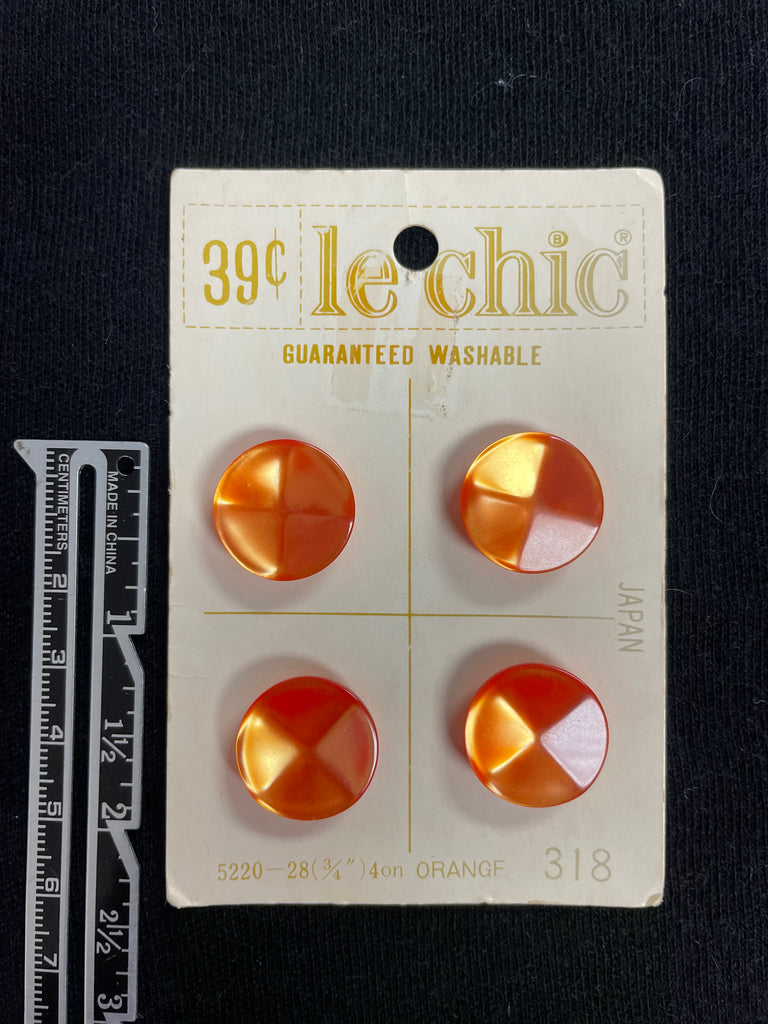 39¢ le chic B ®
GUARANTEED WASHABLE
JAPAN
5220-28(¾")4on ORANGE 318
CENTIMETERS
2
3
4
5
6
7
MADE IN CHINA
1
1½
2
2½
3